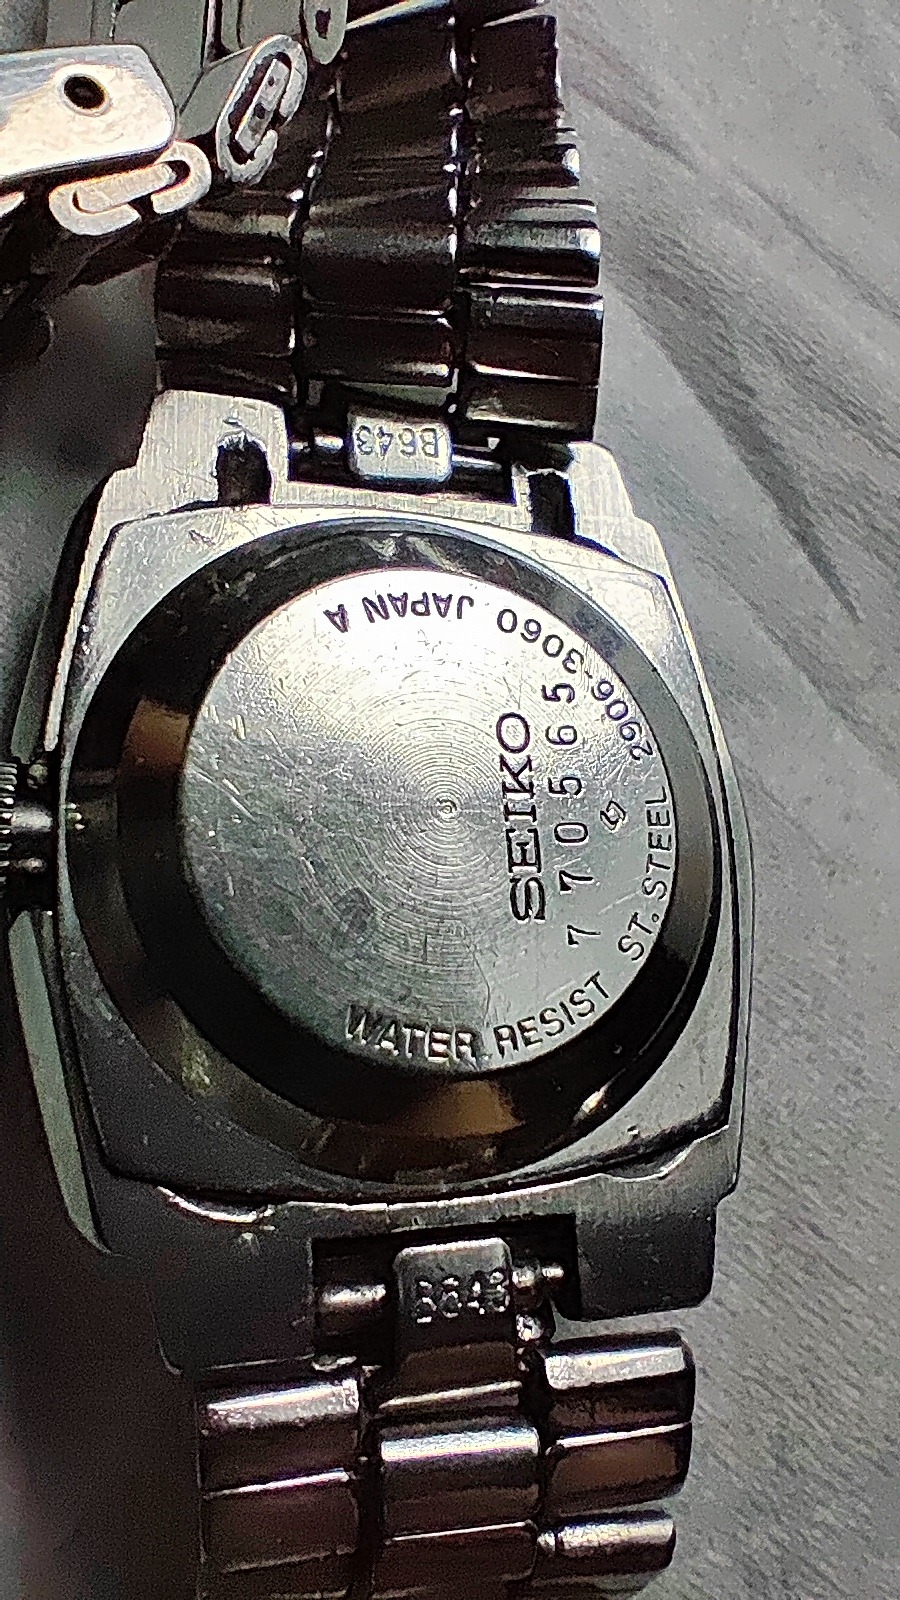 B643
SEIKO
770565
WATER RESIST ST.STEEL 2906-3060 JAPAN A
B643